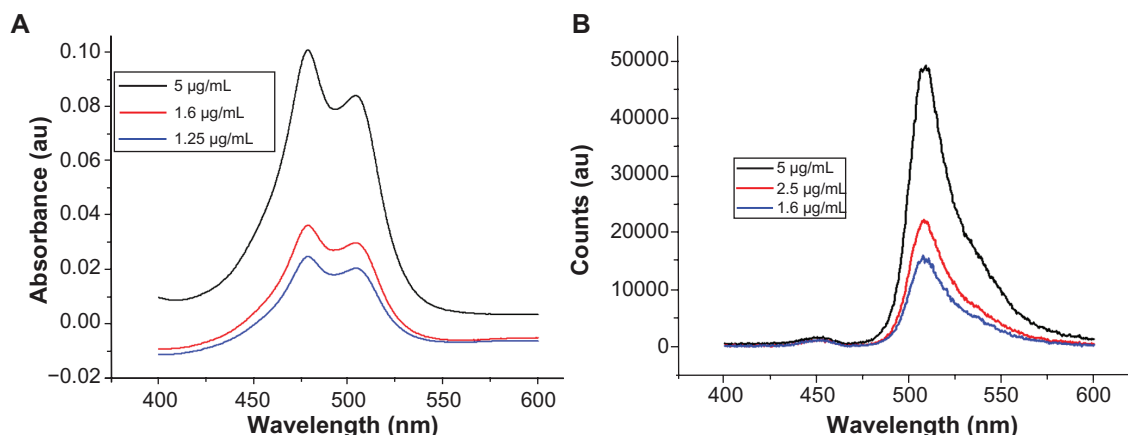 A
0.10
0.08
0.06
0.04
0.02
0.00
−0.02
Absorbance (au)
5 µg/mL
1.6 µg/mL
1.25 µg/mL
400
450
500
550
600
Wavelength (nm)
B
50000
40000
30000
20000
10000
0
Counts (au)
5 µg/mL
2.5 µg/mL
1.6 µg/mL
400
450
500
550
600
Wavelength (nm)